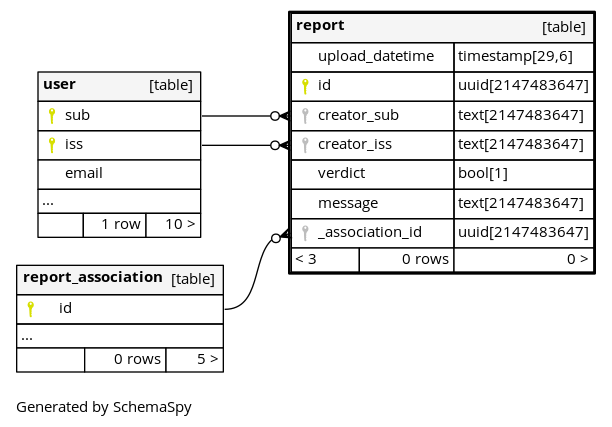 user [table]
sub
iss
email
...
1 row 10 >
report_association [table]
id
...
0 rows 5 >
report [table]
upload_datetime timestamp[29,6]
id uuid[2147483647]
creator_sub text[2147483647]
creator_iss text[2147483647]
verdict bool[1]
message text[2147483647]
_association_id uuid[2147483647]
< 3 0 rows 0 >
Generated by SchemaSpy